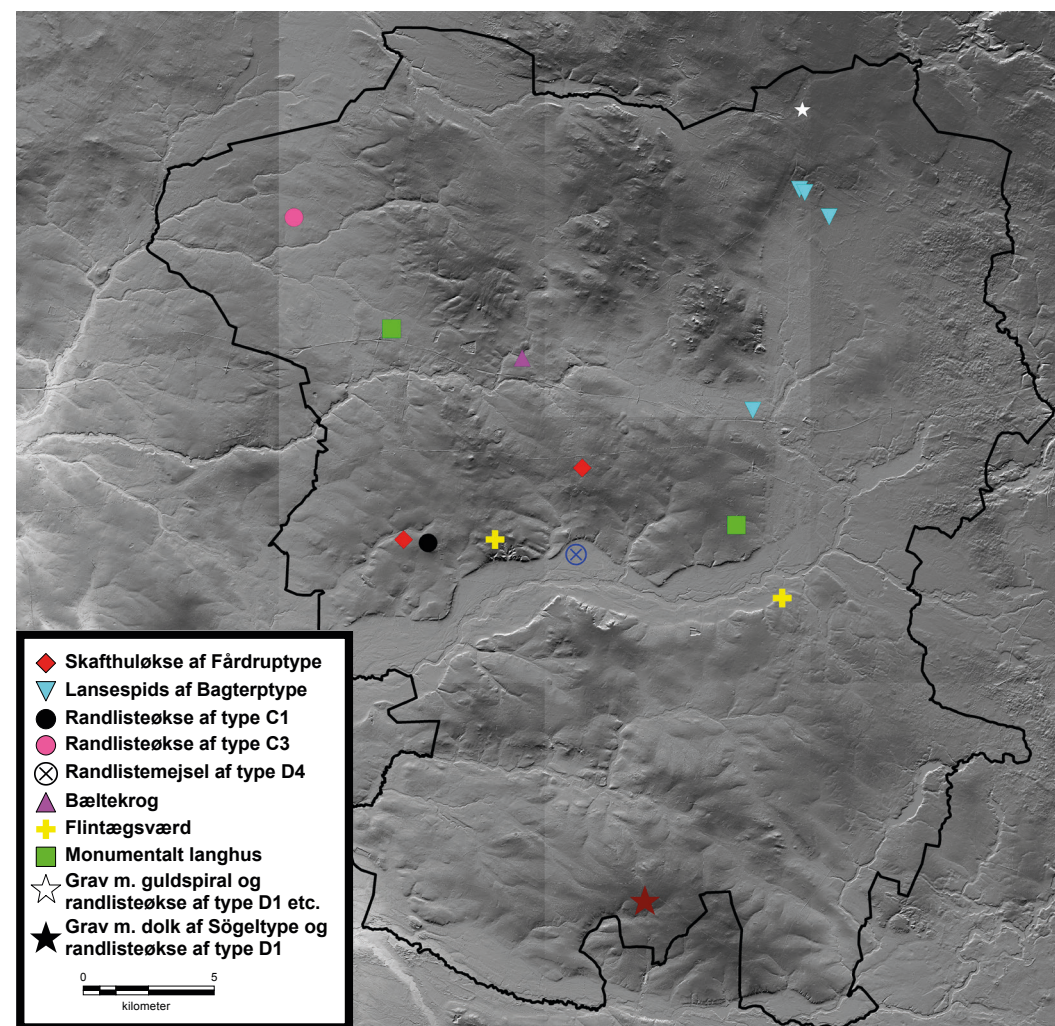 Skafthuløkse af Fårdruptype
Lansespids af Bagterptype
Randlisteøkse af type C1
Randlisteøkse af type C3
Randlistemejsel af type D4
Bæltekrog
Flintægsværd
Monumentalt langhus
Grav m. guldspiral og
randlisteøkse af type D1 etc.
Grav m. dolk af Sögeltype og
randlisteøkse af type D1
0 5
kilometer